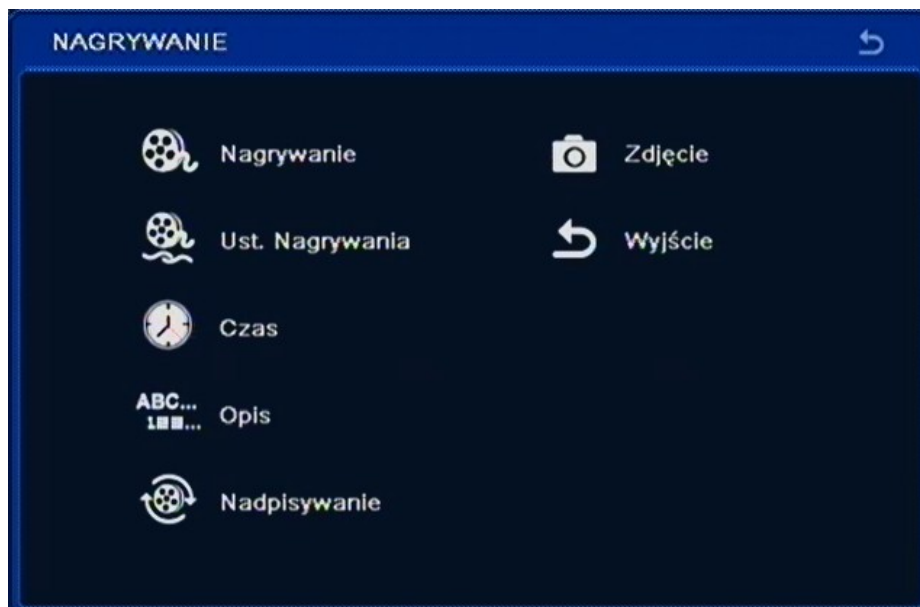 NAGRYWANIE
Nagrywanie
Ust. Nagrywania
Czas
ABC...
Opis
Nadpisywanie
Zdjęcie
Wyjście